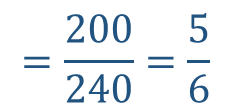 = 200/240 = 5/6